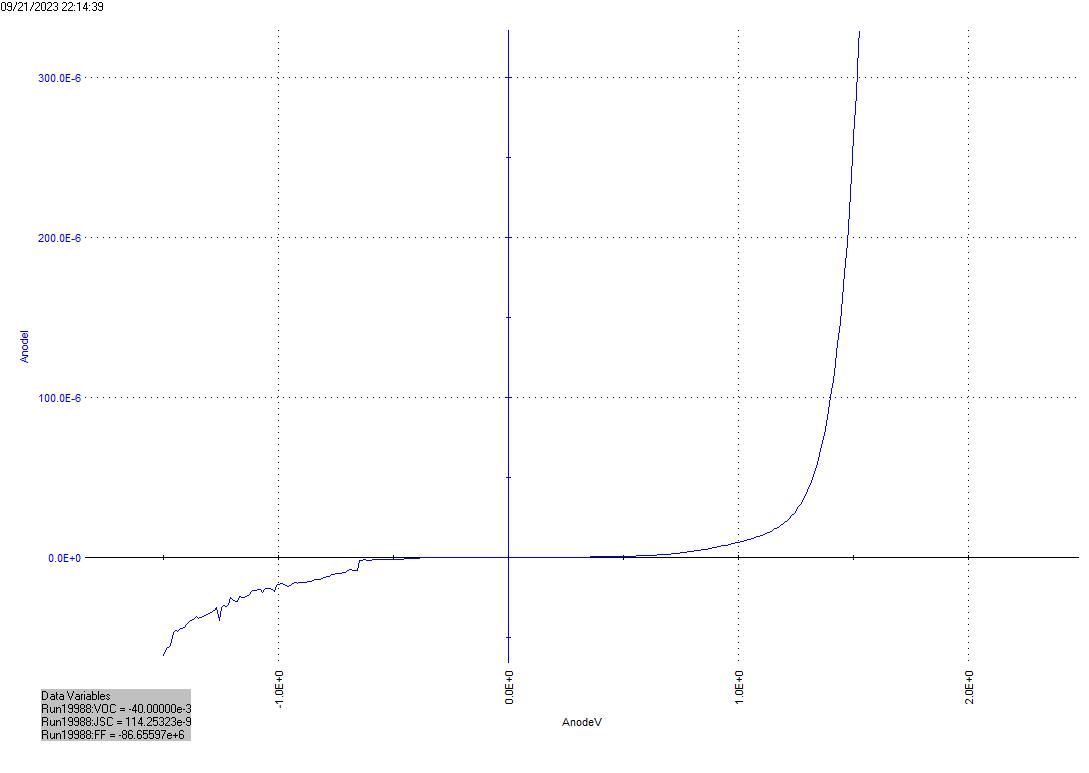 09/21/2023 22:14:39
300.0E-6
200.0E-6
AnodeI
100.0E-6
0.0E+0
-1.0E+0
0.0E+0
1.0E+0
2.0E+0
AnodeV
Data Variables
Run19988:VOC = -40.00000e-3
Run19988:JSC = 114.25323e-9
Run19988:FF = -86.65597e+6